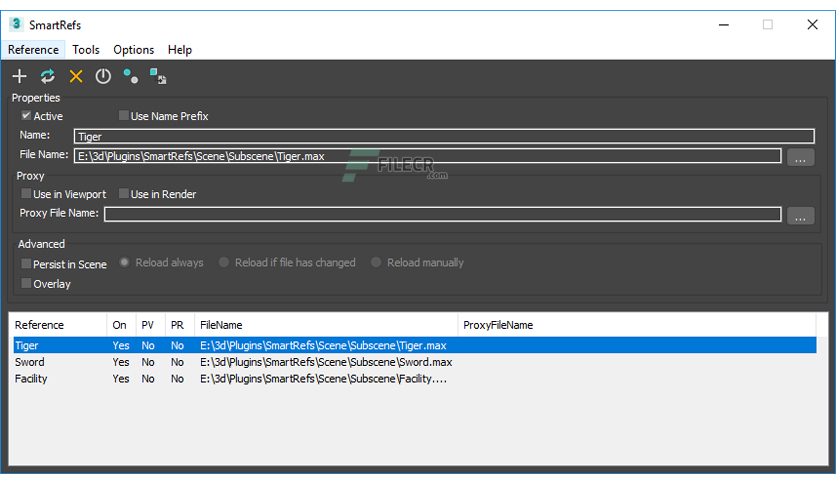 SmartRefs
Reference Tools Options Help
Properties
Active Use Name Prefix
Name: Tiger
File Name: E:\3d\Plugins\SmartRefs\Scene\Subscene\Tiger.max ...
FILECR
.com
Proxy
Use in Viewport Use in Render
Proxy File Name: ...
Advanced
Persist in Scene Reload always Reload if file has changed Reload manually
Overlay
Reference On PV PR FileName ProxyFileName
Tiger Yes No No E:\3d\Plugins\SmartRefs\Scene\Subscene\Tiger.max
Sword Yes No No E:\3d\Plugins\SmartRefs\Scene\Subscene\Sword.max
Facility Yes No No E:\3d\Plugins\SmartRefs\Scene\Subscene\Facility....